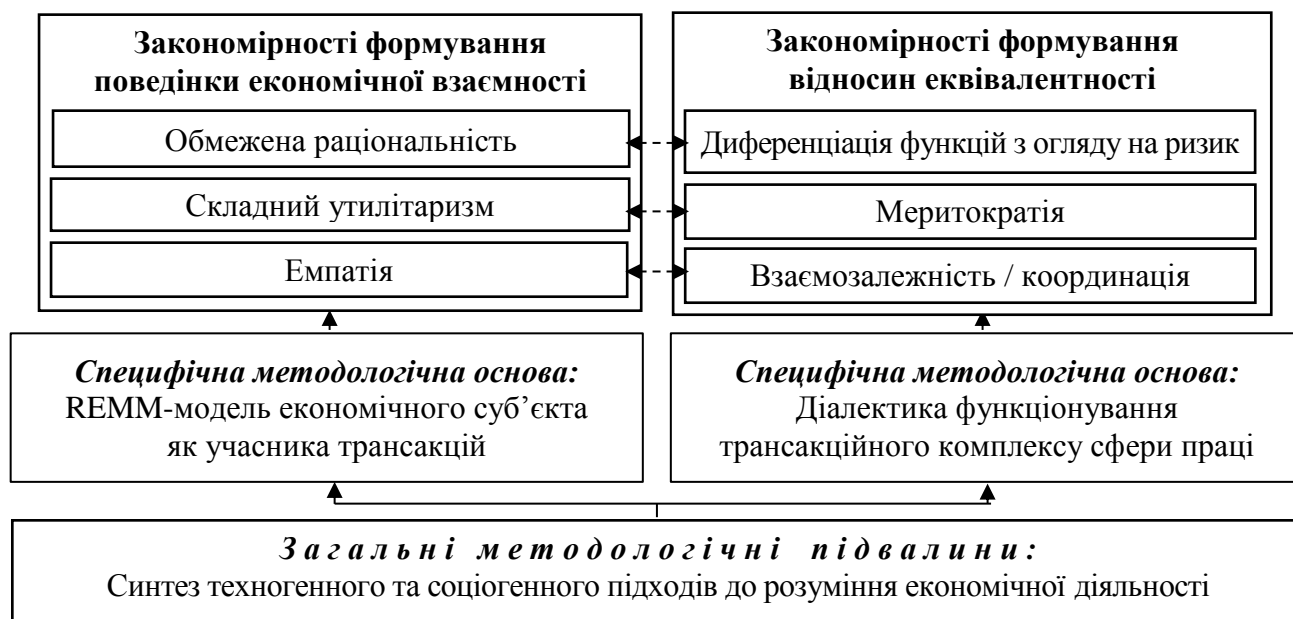 Закономірності формування
поведінки економічної взаємності
Обмежена раціональність
Складний утилітаризм
Емпатія
Закономірності формування
відносин еквівалентності
Диференціація функцій з огляду на ризик
Меритократія
Взаємозалежність / координація
Специфічна методологічна основа:
REMM-модель економічного суб’єкта
як учасника трансакцій
Специфічна методологічна основа:
Діалектика функціонування
трансакційного комплексу сфери праці
Загальні методологічні підвалини:
Синтез техногенного та соціогенного підходів до розуміння економічної діяльності